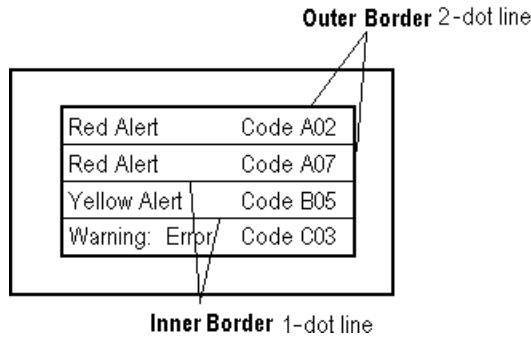 Outer Border 2-dot line
Red Alert Code A02
Red Alert Code A07
Yellow Alert Code B05
Warning: Error Code C03
Inner Border 1-dot line